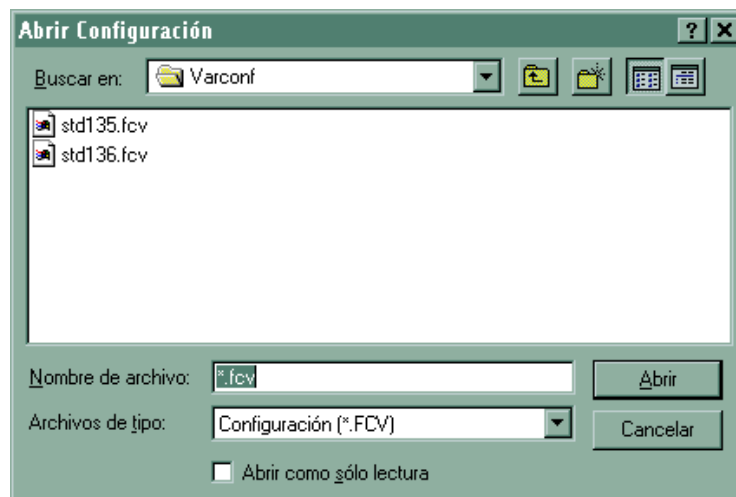 Abrir Configuración
Buscar en: Varconf
std135.fcv
std136.fcv
Nombre de archivo: *.fcv Abrir
Archivos de tipo: Configuración (*.FCV) Cancelar
Abrir como sólo lectura